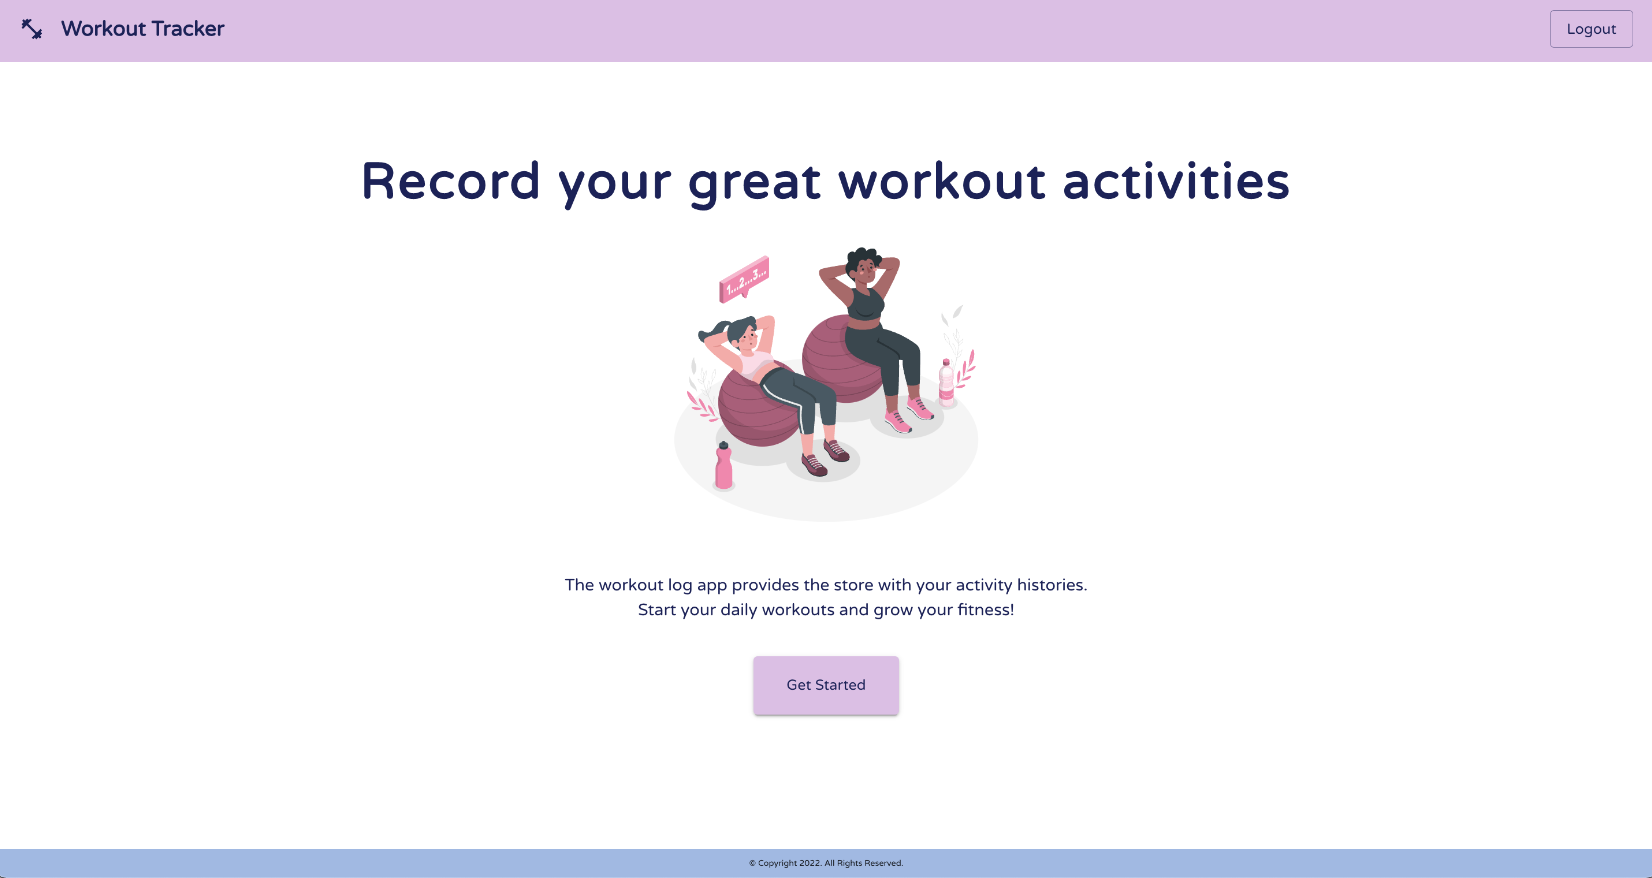 Workout Tracker
Logout
Record your great workout activities
1...2...3...
The workout log app provides the store with your activity histories.
Start your daily workouts and grow your fitness!
Get Started
© Copyright 2022. All Rights Reserved.